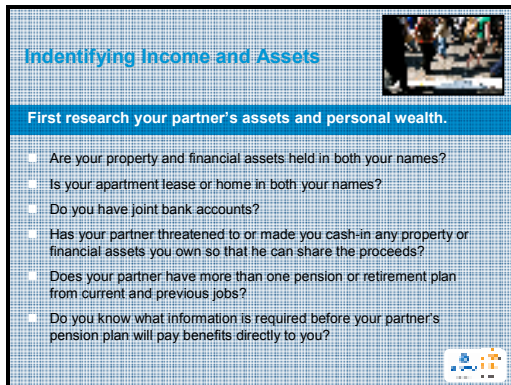 Indentifying Income and Assets
First research your partner's assets and personal wealth.
Are your property and financial assets held in both your names?
Is your apartment lease or home in both your names?
Do you have joint bank accounts?
Has your partner threatened to or made you cash-in any property or
financial assets you own so that he can share the proceeds?
Does your partner have more than one pension or retirement plan
from current and previous jobs?
Do you know what information is required before your partner's
pension plan will pay benefits directly to you?